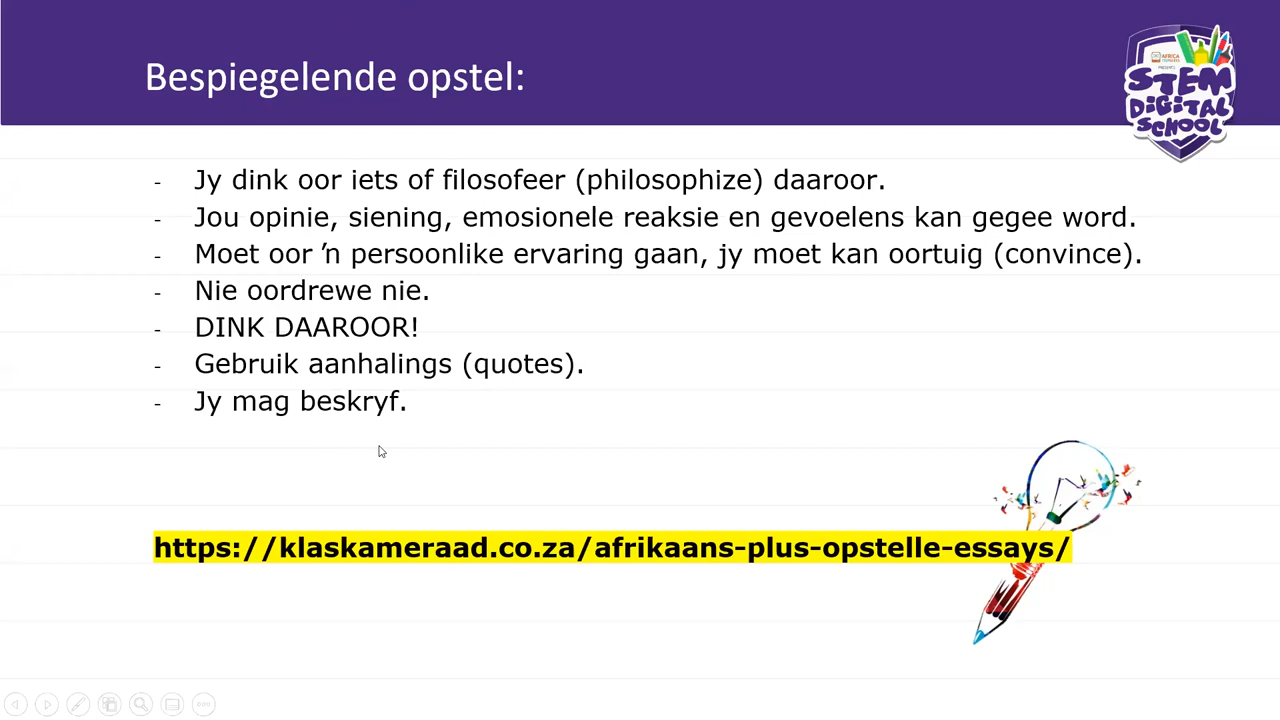 Bespiegelende opstel:
AFRICA
STEM
DIGITAL
SCHOOL
- Jy dink oor iets of filosofeer (philosophize) daaroor.
- Jou opinie, siening, emosionele reaksie en gevoelens kan gegee word.
- Moet oor ’n persoonlike ervaring gaan, jy moet kan oortuig (convince).
- Nie oordrewe nie.
- DINK DAAROOR!
- Gebruik aanhalings (quotes).
- Jy mag beskryf.
https://klaskameraad.co.za/afrikaans-plus-opstelle-essays/